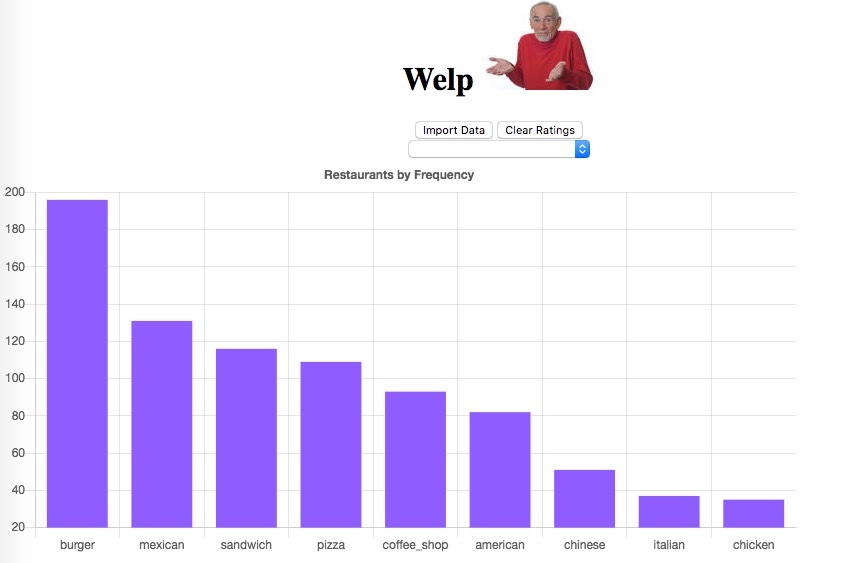 Welp
Import Data Clear Ratings
Restaurants by Frequency
200
180
160
140
120
100
80
60
40
20
burger mexican sandwich pizza coffee_shop american chinese italian chicken